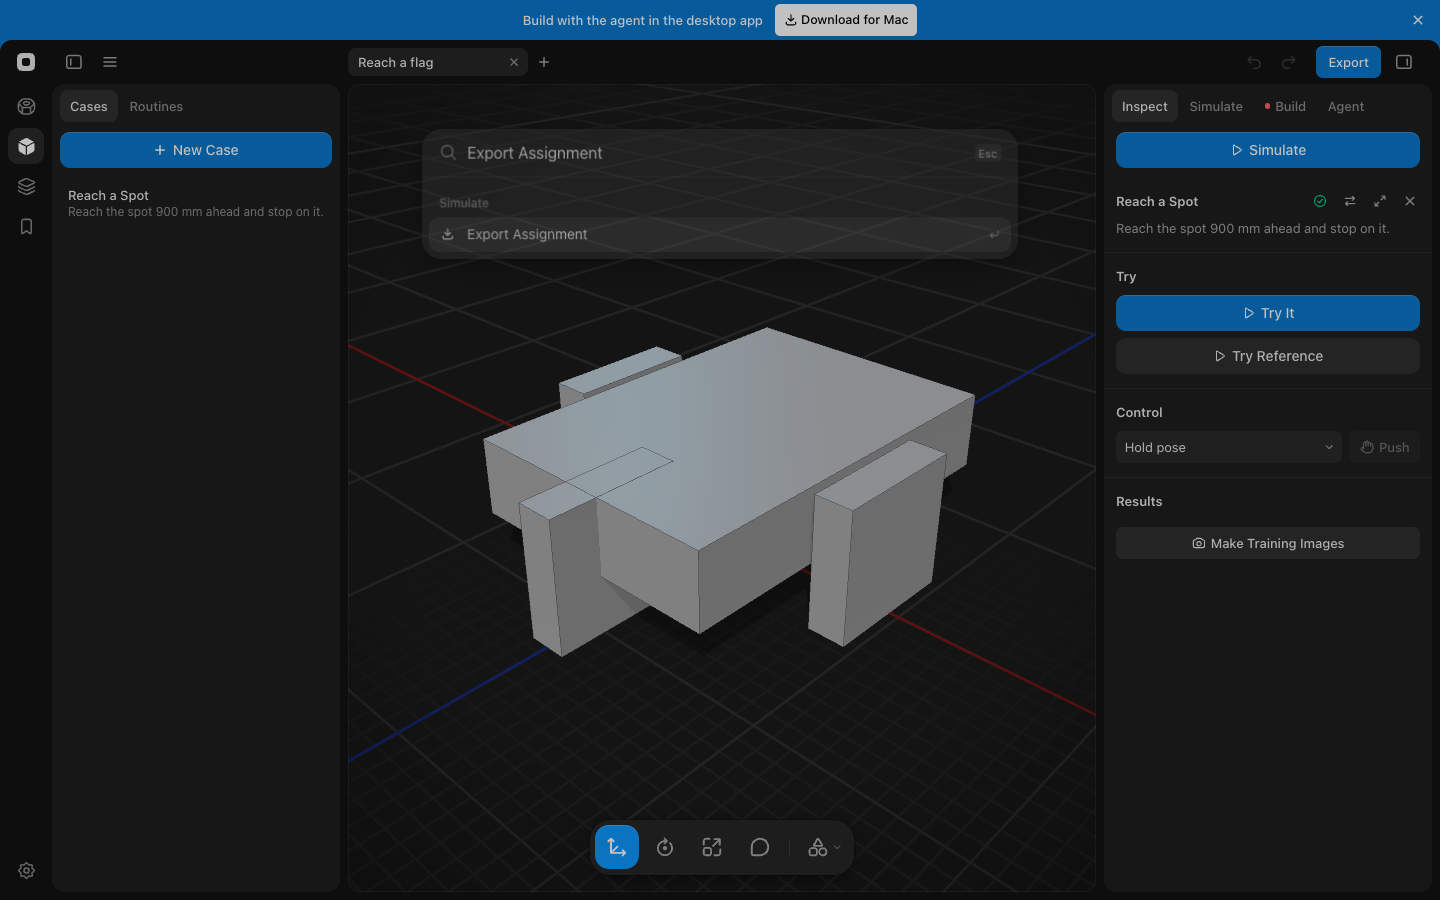 Build with the agent in the desktop app
Download for Mac
Reach a flag
Export
Cases
Routines
New Case
Reach a Spot
Reach the spot 900 mm ahead and stop on it.
Export Assignment
Esc
Simulate
Export Assignment
Inspect
Simulate
Build
Agent
Simulate
Reach a Spot
Reach the spot 900 mm ahead and stop on it.
Try
Try It
Try Reference
Control
Hold pose
Push
Results
Make Training Images